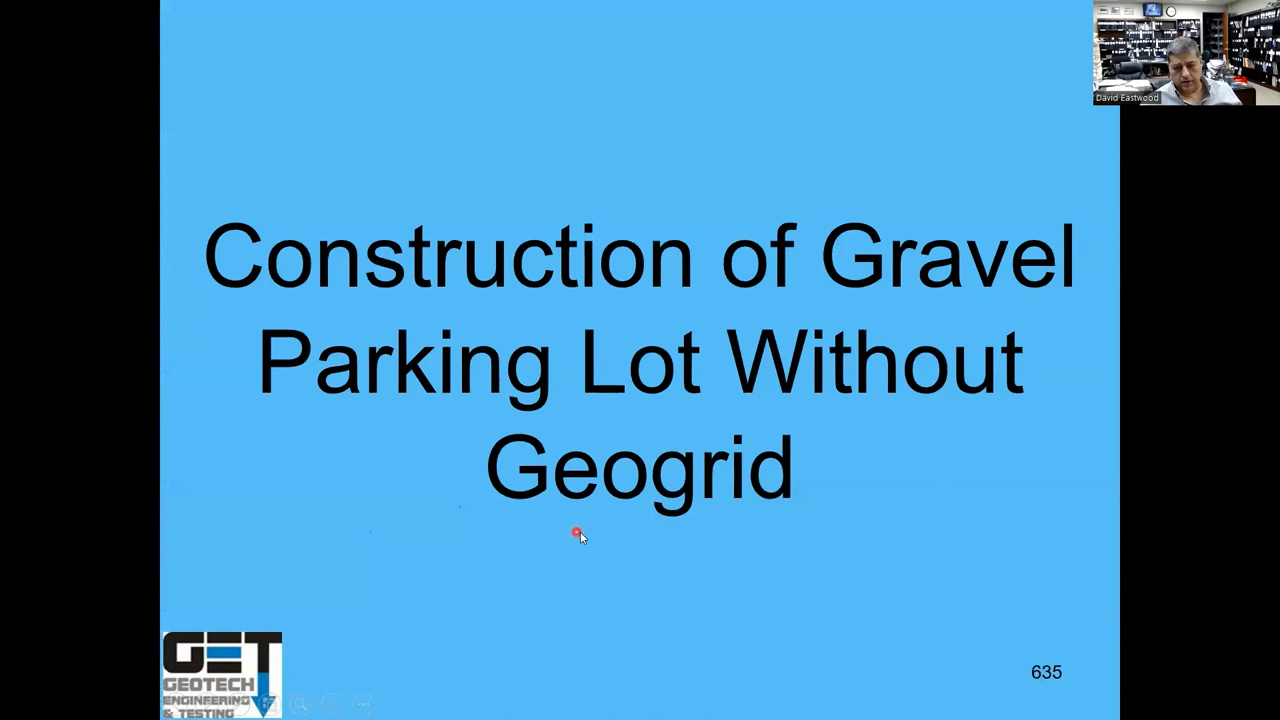 David Eastwood
Construction of Gravel
Parking Lot Without
Geogrid
GET
GEOTECH
ENGINEERING
& TESTING
635